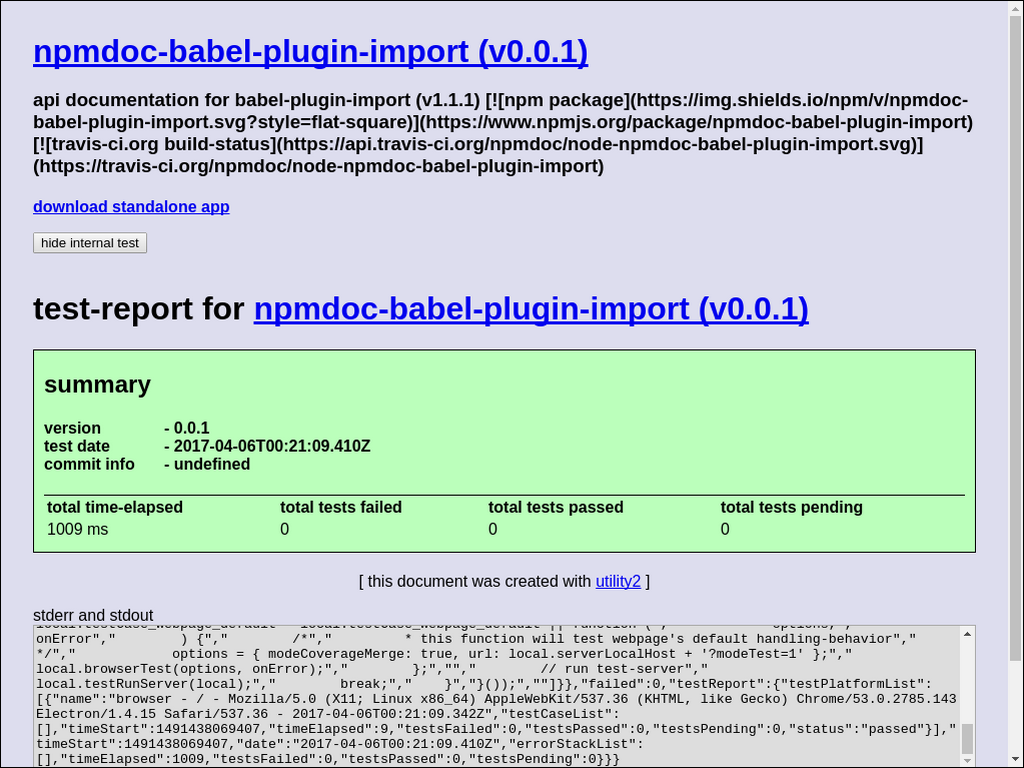 npmdoc-babel-plugin-import (v0.0.1)
api documentation for babel-plugin-import (v1.1.1) [![npm package](https://img.shields.io/npm/v/npmdoc-
babel-plugin-import.svg?style=flat-square)](https://www.npmjs.org/package/npmdoc-babel-plugin-import)
[![travis-ci.org build-status](https://api.travis-ci.org/npmdoc/node-npmdoc-babel-plugin-import.svg)]
(https://travis-ci.org/npmdoc/node-npmdoc-babel-plugin-import)
download standalone app
hide internal test
test-report for npmdoc-babel-plugin-import (v0.0.1)
summary
version - 0.0.1
test date - 2017-04-06T00:21:09.410Z
commit info - undefined
total time-elapsed total tests failed total tests passed total tests pending
1009 ms 0 0 0
[ this document was created with utility2 ]
stderr and stdout
onError","        ) {","        /*","         * this function will test webpage's default handling-behavior","
*/","         options = { modeCoverageMerge: true, url: local.serverLocalHost + '?modeTest=1' };","
local.browserTest(options, onError);","        };","","        // run test-server","
local.testRunServer(local);","        break;","    }","}());",""]}},"failed":0,"testReport":{"testPlatformList":
[{"name":"browser - / - Mozilla/5.0 (X11; Linux x86_64) AppleWebKit/537.36 (KHTML, like Gecko) Chrome/53.0.2785.143
Electron/1.4.15 Safari/537.36 - 2017-04-06T00:21:09.342Z","testCaseList":
[],"timeStart":1491438069407,"timeElapsed":9,"testsFailed":0,"testsPassed":0,"testsPending":0,"status":"passed"}],"
timeStart":1491438069407,"date":"2017-04-06T00:21:09.410Z","errorStackList":
[],"timeElapsed":1009,"testsFailed":0,"testsPassed":0,"testsPending":0}}}